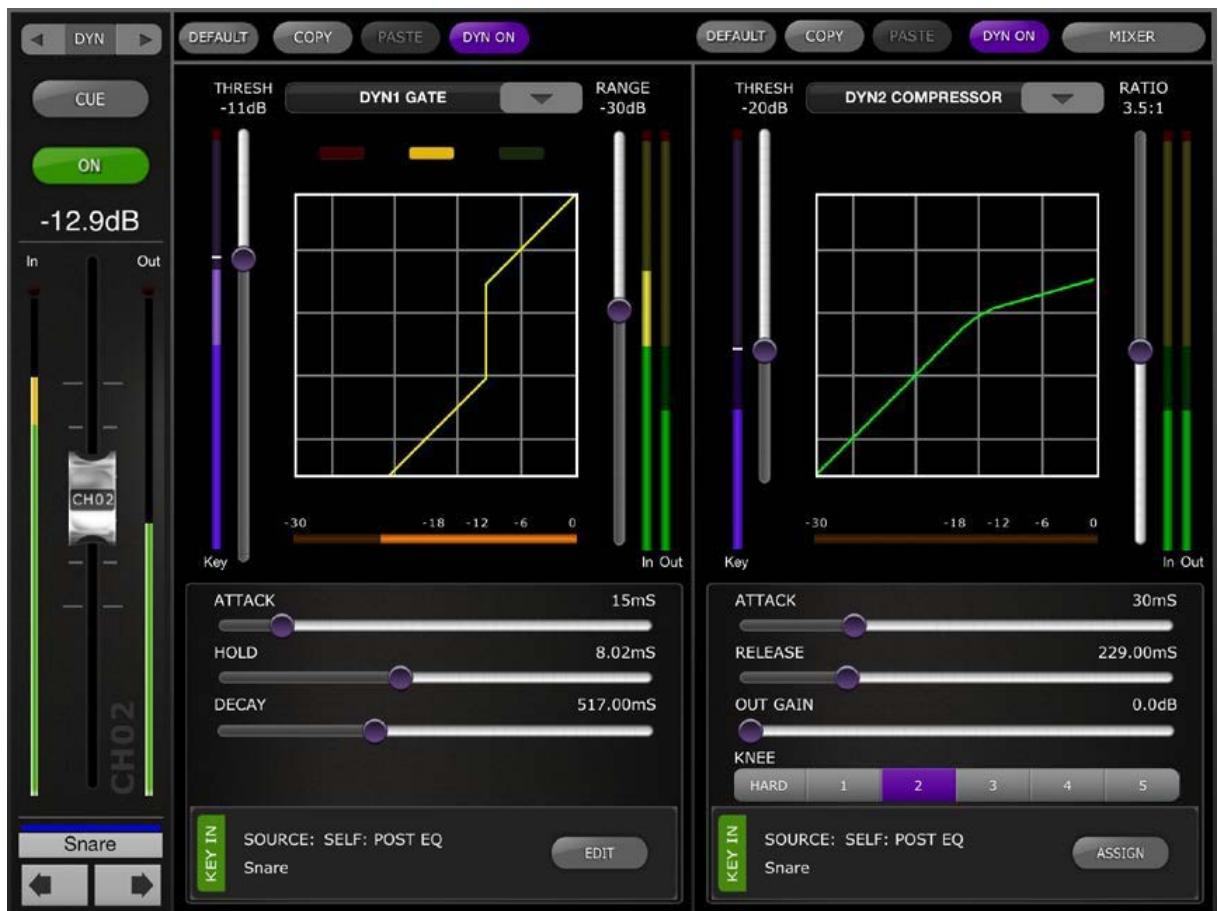 DYN
DEFAULT COPY PASTE DYN ON
DEFAULT COPY PASTE DYN ON MIXER
CUE
ON
-12.9dB
In Out
CH02
CH02
Snare
THRESH
-11dB
DYN1 GATE
RANGE
-30dB
-30 -18 -12 -6 0
Key
In Out
ATTACK 15mS
HOLD 8.02mS
DECAY 517.00mS
KEY IN
SOURCE: SELF: POST EQ
Snare
EDIT
THRESH
-20dB
DYN2 COMPRESSOR
RATIO
3.5:1
-30 -18 -12 -6 0
Key
In Out
ATTACK 30mS
RELEASE 229.00mS
OUT GAIN 0.0dB
KNEE
HARD 1 2 3 4 5
KEY IN
SOURCE: SELF: POST EQ
Snare
ASSIGN